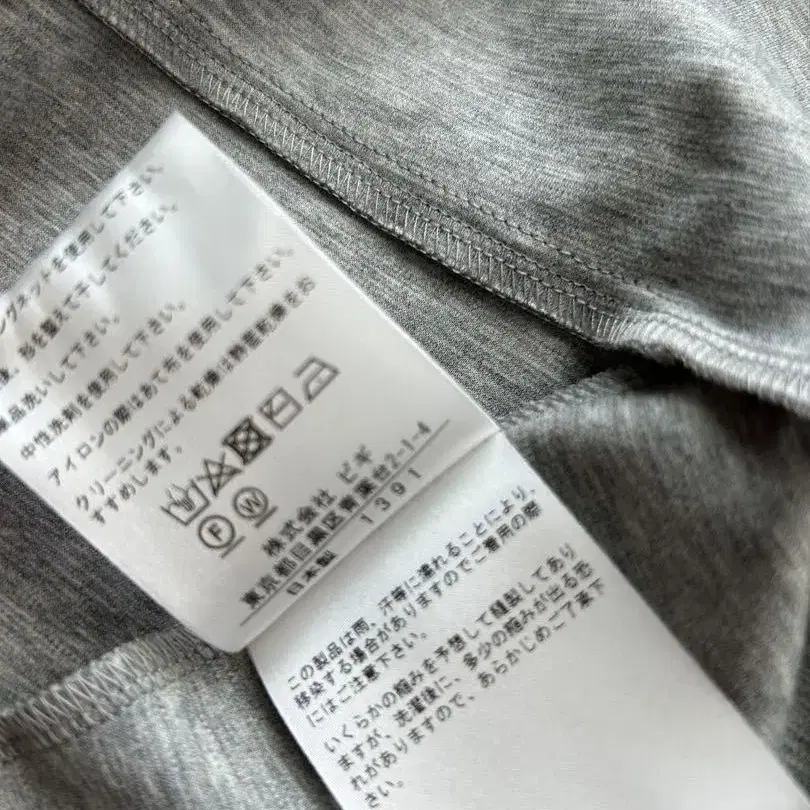 ングネットを使用して下さい。
形を整えて干してください。
単品洗いして下さい。
中性洗剤を使用して下さい。
アイロンの際はあて布を使用して下さい。
クリーニングによる乾燥は静置乾燥をお
すすめします。
F W
株式会社 ビギ
東京都目黒区青葉台2-1-4
日本製 1391
この製品は雨、汗等に濡れることにより、
移染する場合がありますのでご着用の際
にはご注意下さい。
いくらかの縮みを予想して縫製してあり
ますが、洗濯後に、多少の縮みが出る恐
れがありますので、あらかじめご了承下
さい。